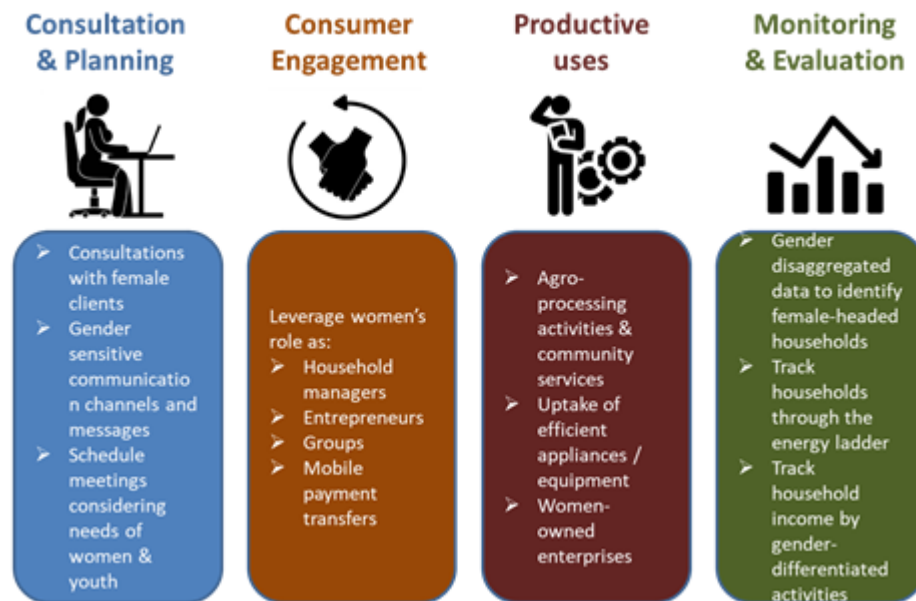 Consultation
& Planning
➢ Consultations
with female
clients
➢ Gender
sensitive
communicatio
n channels and
messages
➢ Schedule
meetings
considering
needs of
women &
youth
Consumer
Engagement
Leverage women's
role as:
➢ Household
managers
➢ Entrepreneurs
➢ Groups
➢ Mobile
payment
transfers
Productive
uses
➢ Agro-
processing
activities &
community
services
➢ Uptake of
efficient
appliances /
equipment
➢ Women-
owned
enterprises
Monitoring
& Evaluation
➢ Gender
disaggregated
data to identify
female-headed
households
➢ Track
households
through the
energy ladder
➢ Track
household
income by
gender-
differentiated
activities